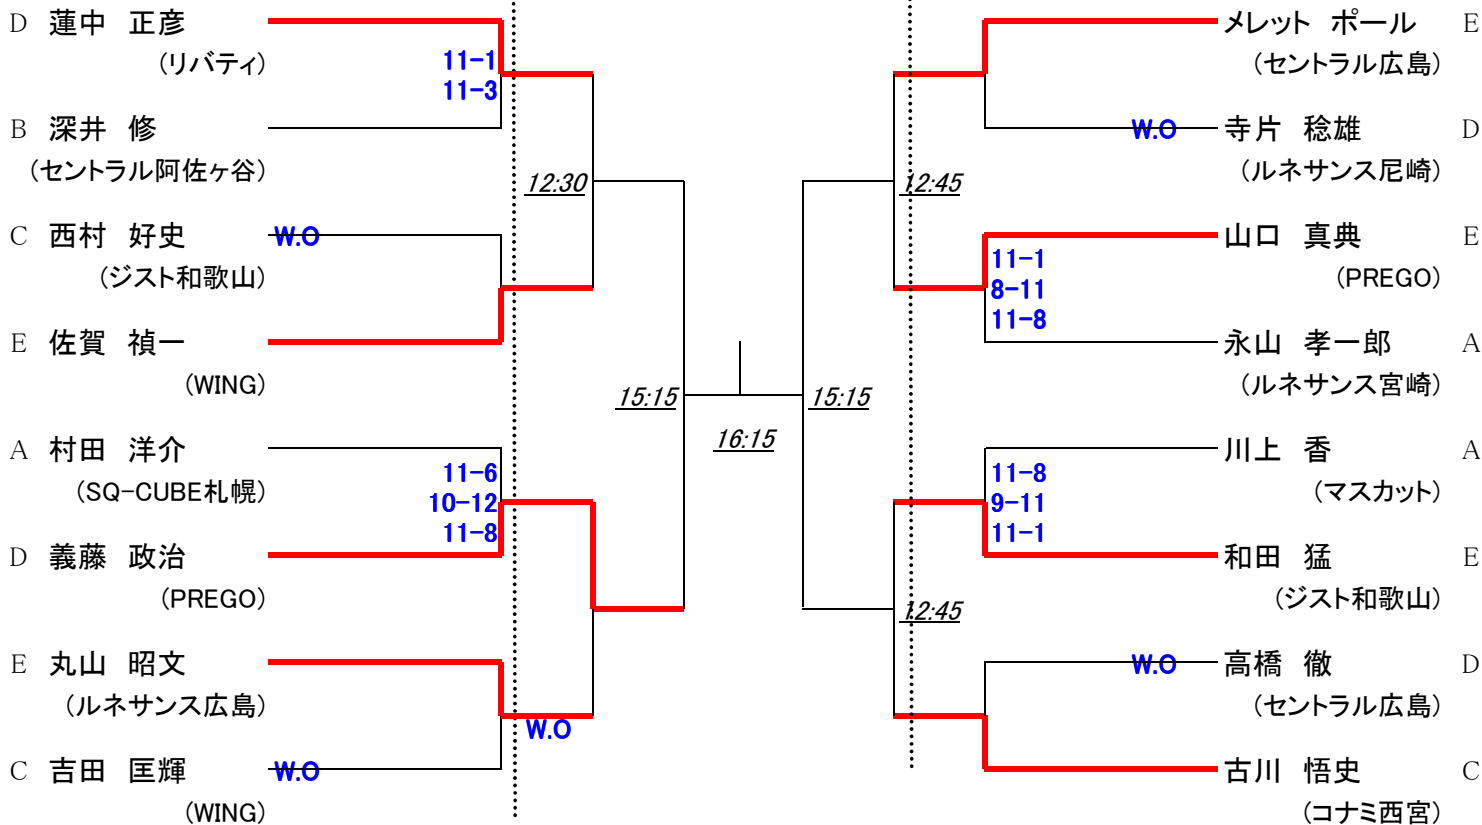 D 蓮中 正彦
(リバティ)
11-1
11-3
B 深井 修
(セントラル阿佐ヶ谷)
12:30
C 西村 好史 W.O
(ジスト和歌山)
E 佐賀 禎一
(WING)
15:15
A 村田 洋介
(SQ-CUBE札幌)
11-6
10-12
11-8
D 義藤 政治
(PREGO)
E 丸山 昭文
(ルネサンス広島)
W.O
C 吉田 匡輝 W.O
(WING)
16:15
メレット ポール E
(セントラル広島)
W.O 寺片 稔雄 D
(ルネサンス尼崎)
12:45
山口 真典 E
(PREGO)
11-1
8-11
11-8
永山 孝一郎 A
(ルネサンス宮崎)
15:15
川上 香 A
(マスカット)
11-8
9-11
11-1
和田 猛 E
(ジスト和歌山)
12:45
W.O 高橋 徹 D
(セントラル広島)
古川 悟史 C
(コナミ西宮)